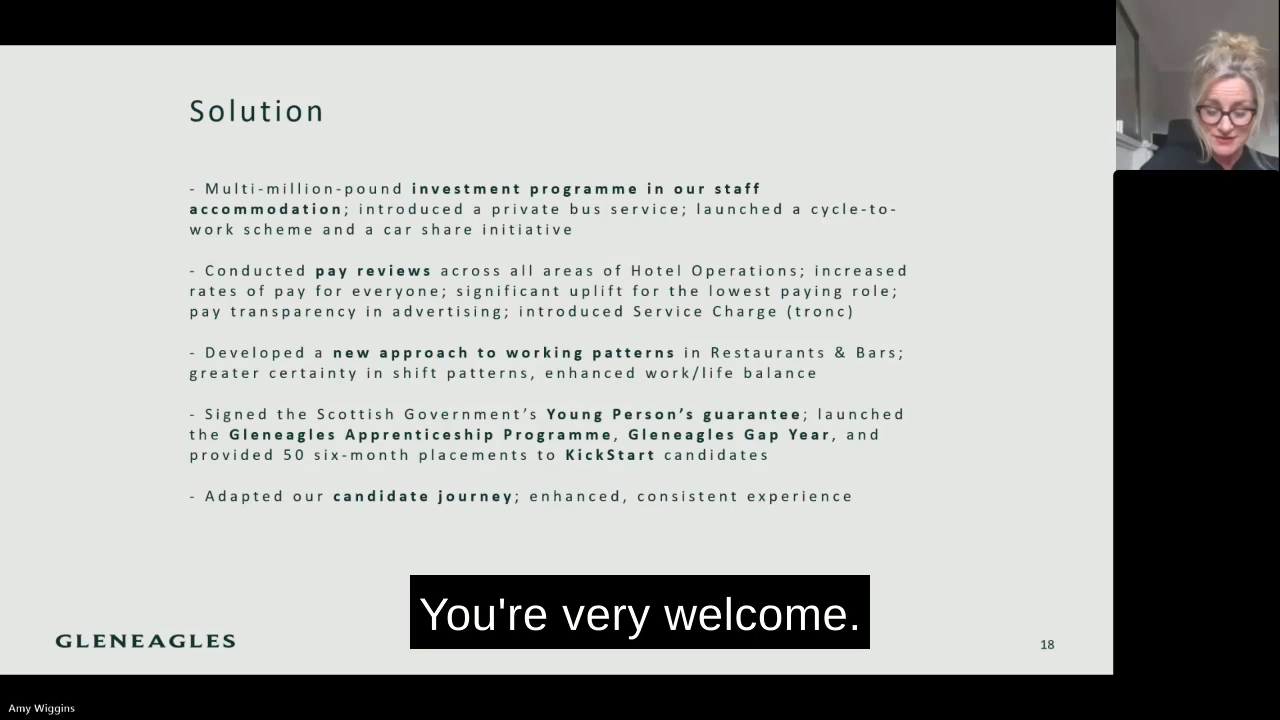 Solution
- Multi-million-pound investment programme in our staff
accommodation; introduced a private bus service; launched a cycle-to-
work scheme and a car share initiative
- Conducted pay reviews across all areas of Hotel Operations; increased
rates of pay for everyone; significant uplift for the lowest paying role;
pay transparency in advertising; introduced Service Charge (tronc)
- Developed a new approach to working patterns in Restaurants & Bars;
greater certainty in shift patterns, enhanced work/life balance
- Signed the Scottish Government’s Young Person’s guarantee; launched
the Gleneagles Apprenticeship Programme, Gleneagles Gap Year, and
provided 50 six-month placements to KickStart candidates
- Adapted our candidate journey; enhanced, consistent experience
You're very welcome.
GLENEAGLES
18
Amy Wiggins